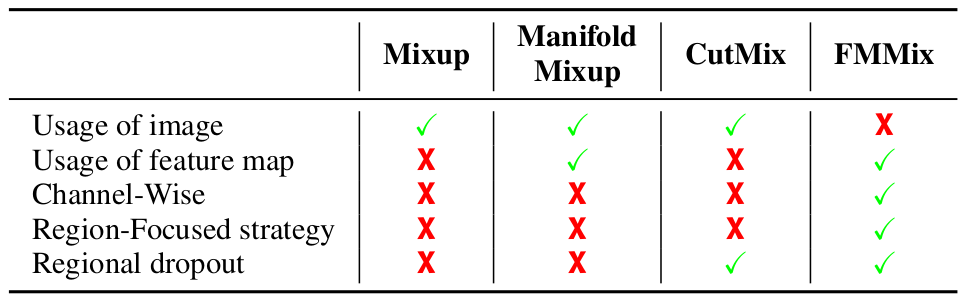 Mixup Manifold Mixup CutMix FMMix
Usage of image ✓ ✓ ✓ X
Usage of feature map X ✓ X ✓
Channel-Wise X X X ✓
Region-Focused strategy X X X ✓
Regional dropout X X ✓ ✓